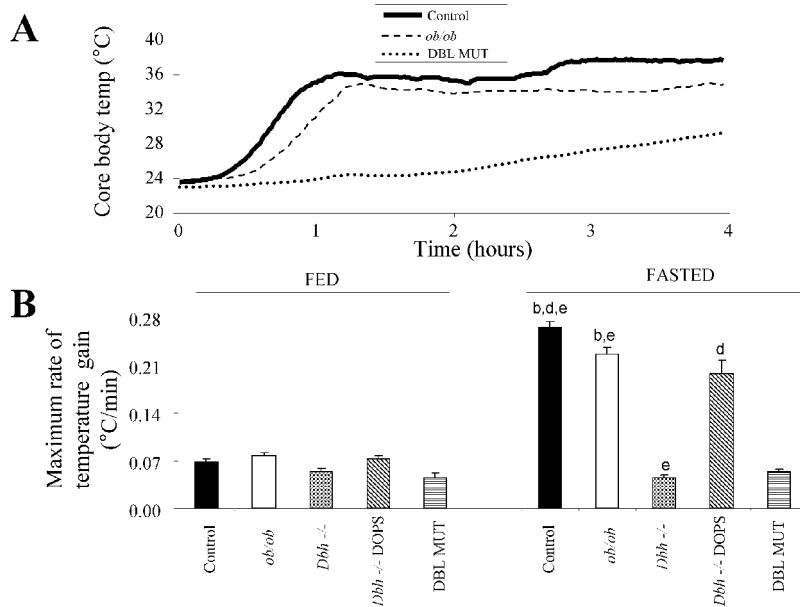 A
Control
ob/ob
DBL MUT
Core body temp (°C)
40
36
32
28
24
20
0
1
2
3
4
Time (hours)
B
FED
FASTED
Maximum rate of
temperature gain
(°C/min)
0.28
0.21
0.14
0.07
0.00
b,d,e
b,e
e
d
Control
ob/ob
Dbh -/-
Dbh -/- DOPS
DBL MUT
Control
ob/ob
Dbh -/-
Dbh -/- DOPS
DBL MUT